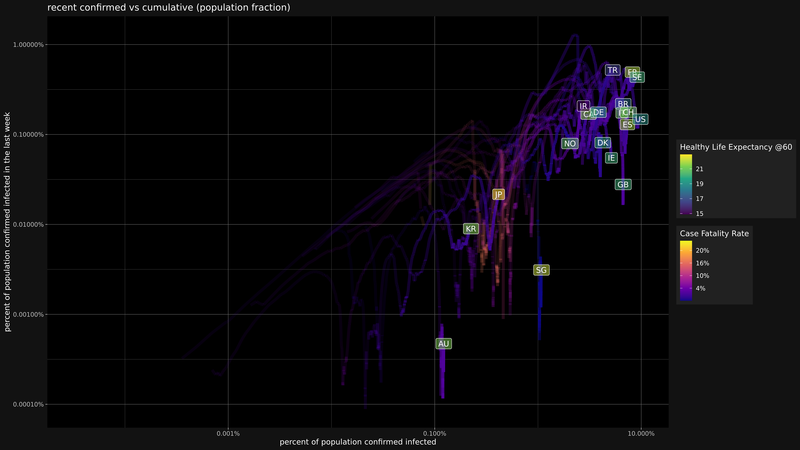 recent confirmed vs cumulative (population fraction)
percent of population confirmed infected in the last week
1.00000%
0.10000%
0.01000%
0.00100%
0.00010%
TR
SE
IR
DE
BR
CH
US
ES
NO
DK
IE
GB
JP
KR
SG
AU
0.001%
0.100%
10.000%
percent of population confirmed infected
Healthy Life Expectancy @60
21
19
17
15
Case Fatality Rate
20%
16%
10%
4%